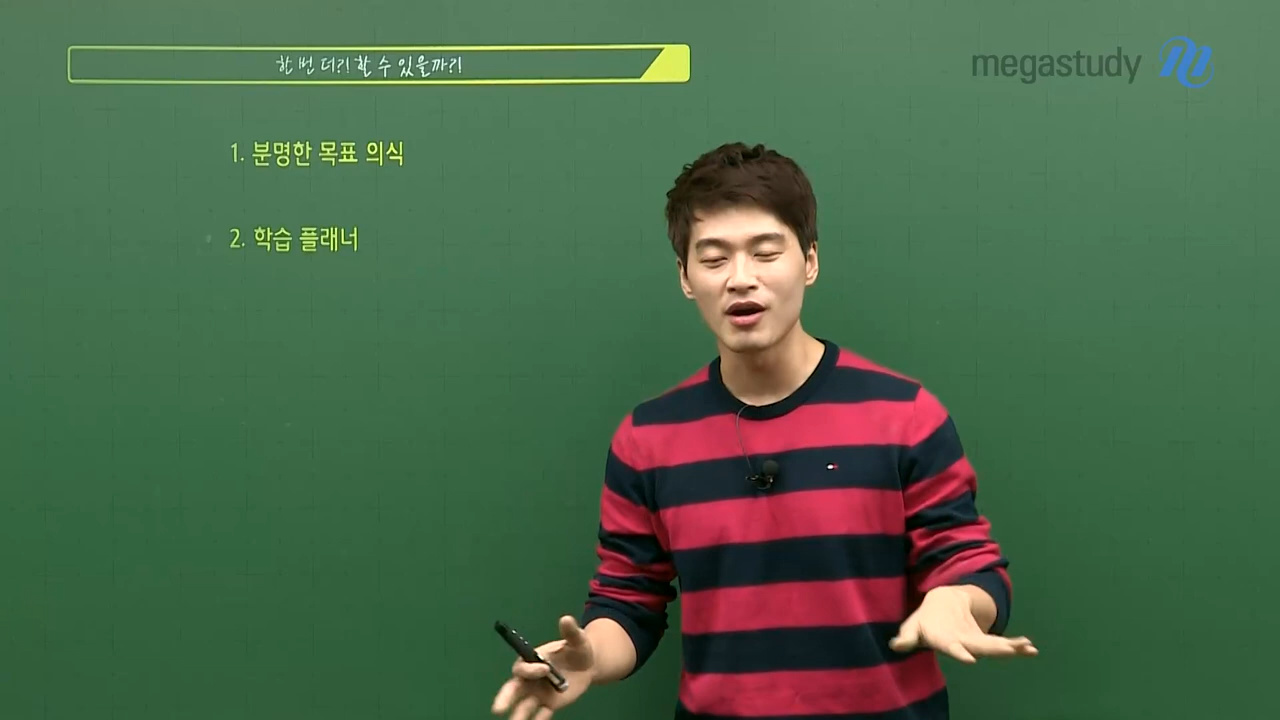 한 번 더?! 할 수 있을까?!
megastudy
1. 분명한 목표 의식
2. 학습 플래너